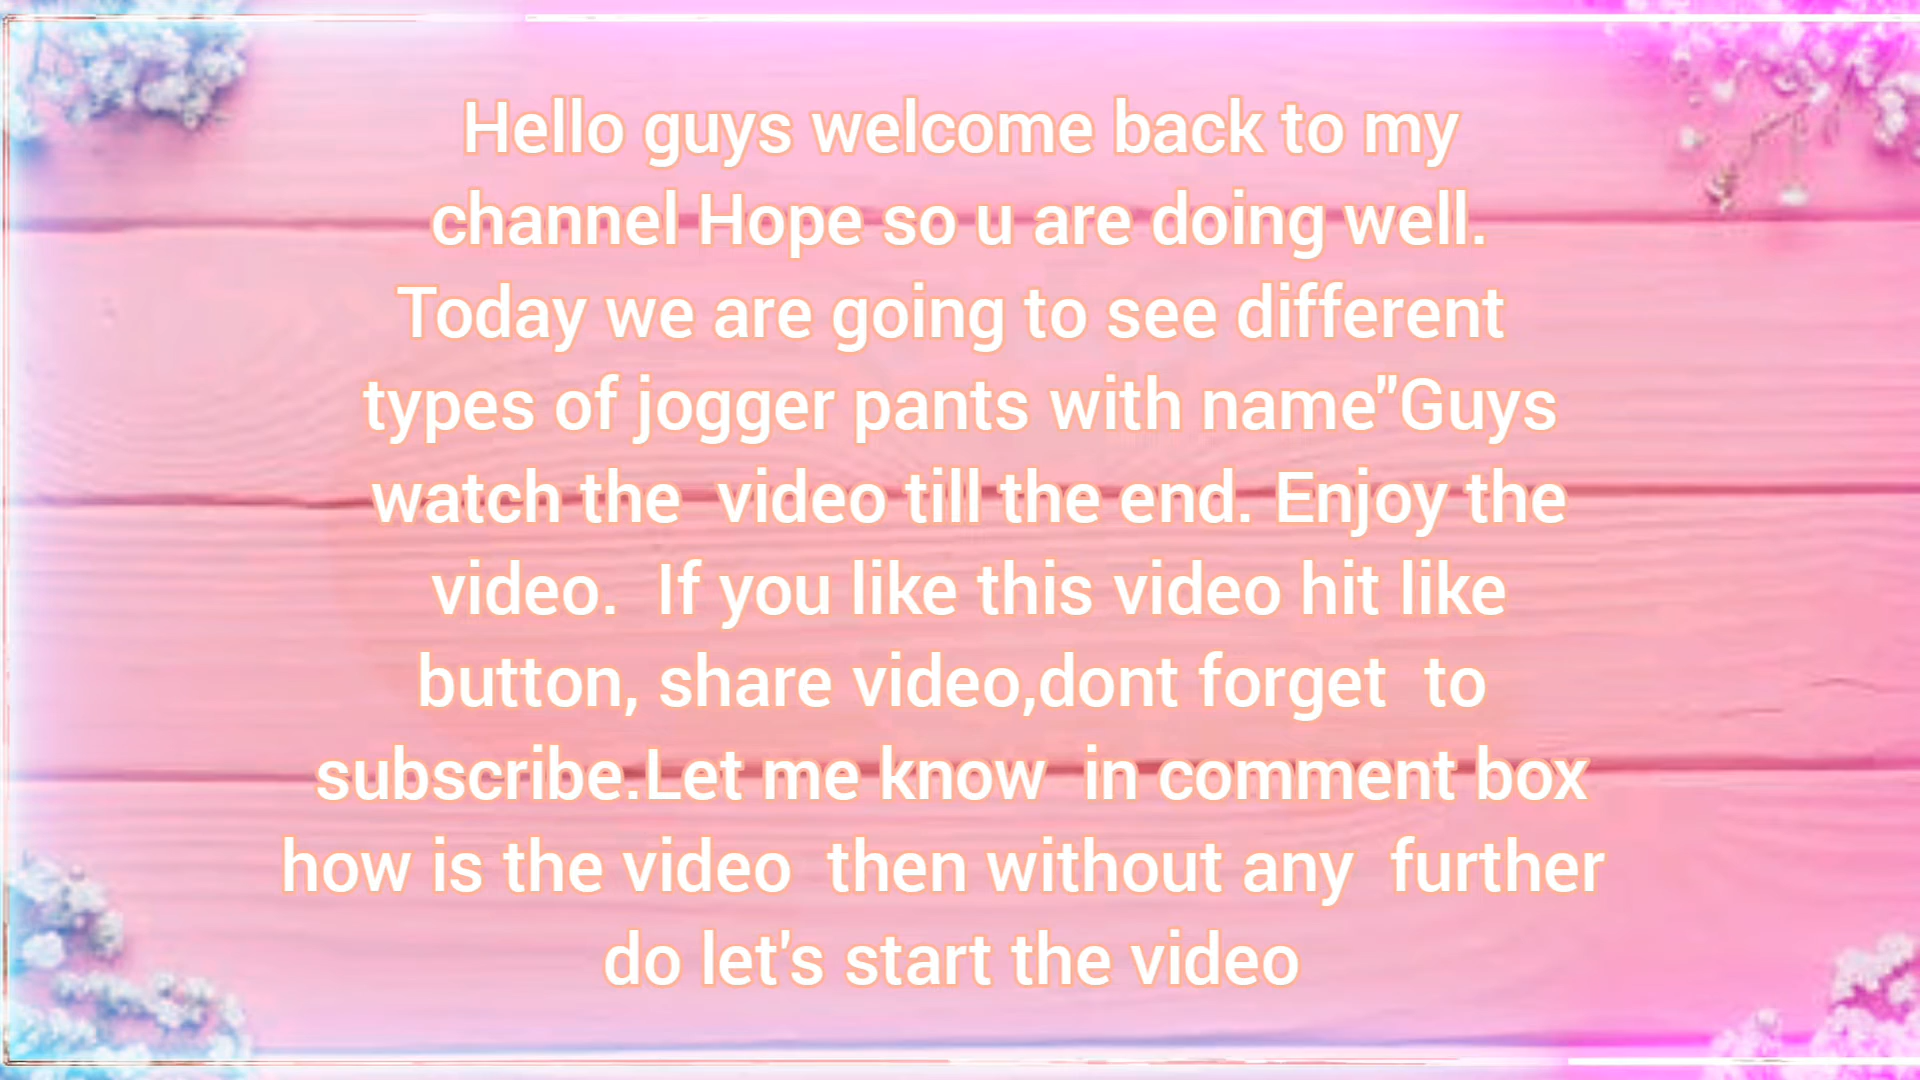 Hello guys welcome back to my
channel Hope so u are doing well.
Today we are going to see different
types of jogger pants with name"Guys
watch the  video till the end. Enjoy the
video.  If you like this video hit like
button, share video,dont forget  to
subscribe.Let me know  in comment box
how is the video  then without any  further
do let's start the video